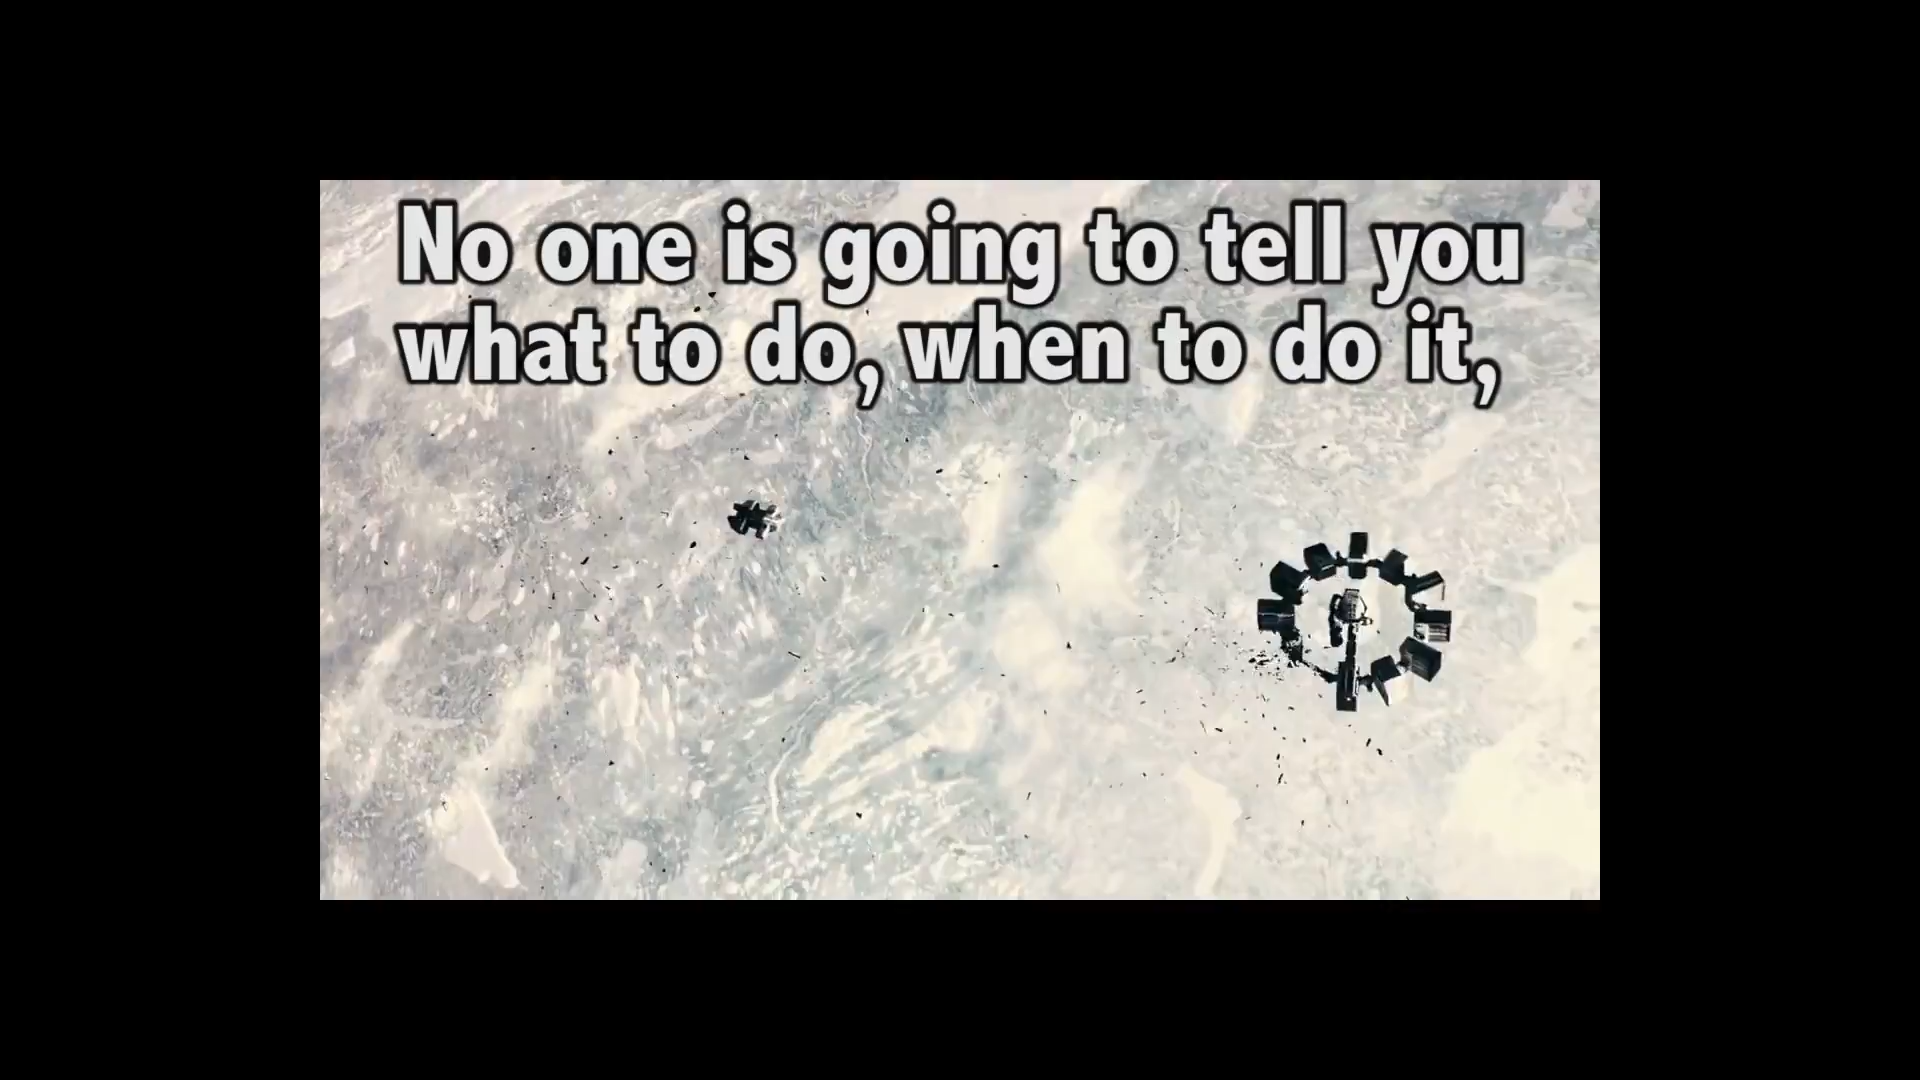 No one is going to tell you
what to do, when to do it,